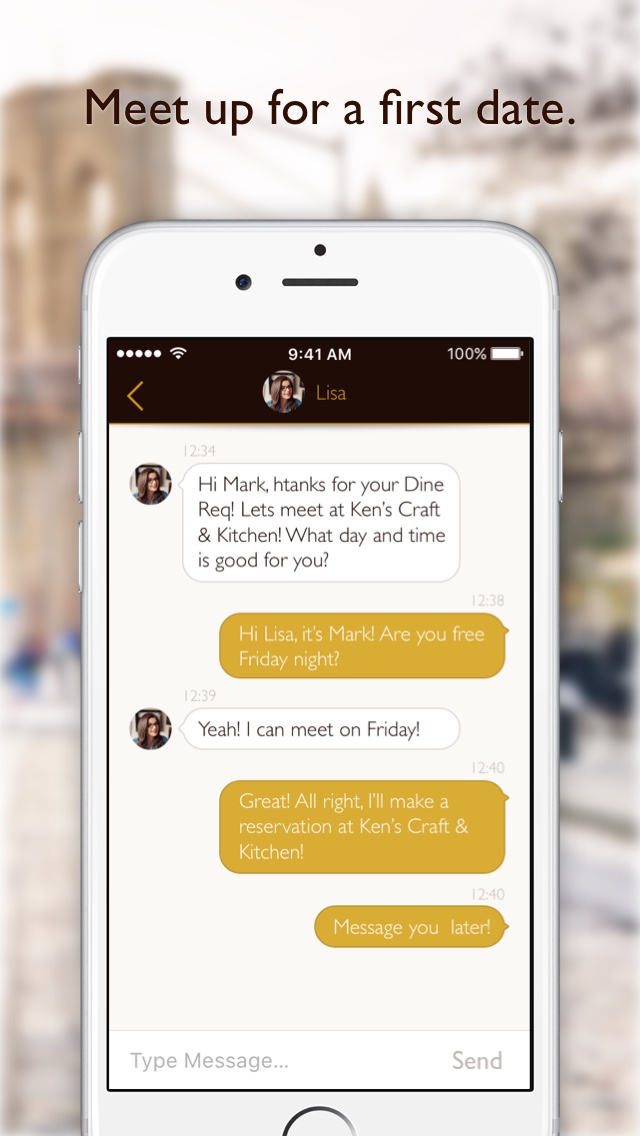 Meet up for a first date.
9:41 AM
100%
Lisa
12:34
Hi Mark, htanks for your Dine
Req! Lets meet at Ken's Craft
& Kitchen! What day and time
is good for you?
12:38
Hi Lisa, it's Mark! Are you free
Friday night?
12:39
Yeah! I can meet on Friday!
12:40
Great! All right, I'll make a
reservation at Ken's Craft &
Kitchen!
12:40
Message you  later!
Type Message...
Send